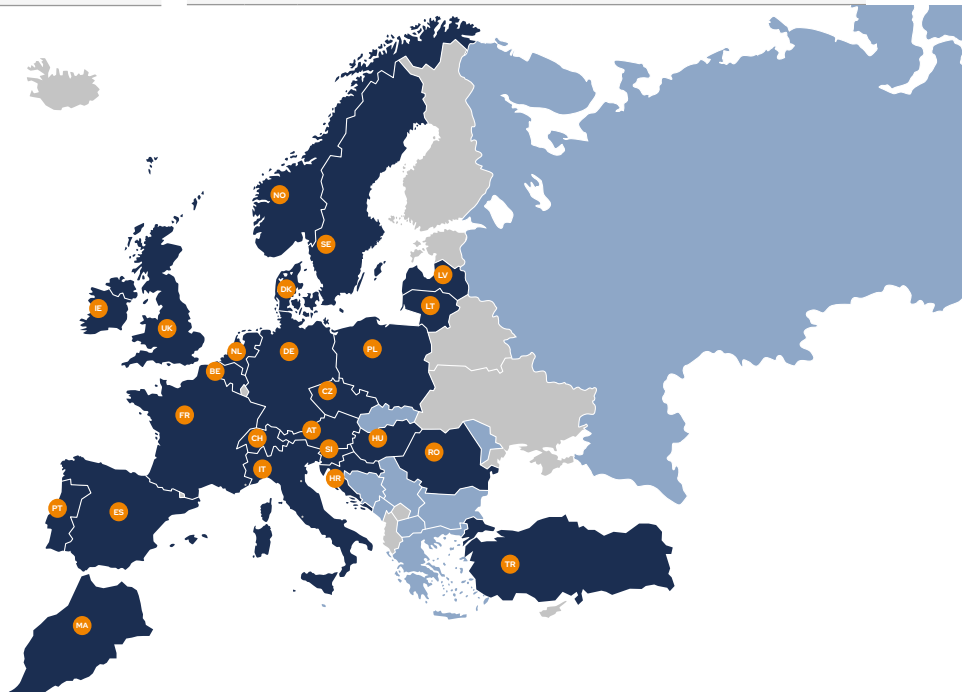 NO
SE
LV
DK
LT
IE
UK
NL
DE
PL
BE
CZ
FR
AT
CH
HU
SI
RO
IT
HR
PT
ES
TR
MA